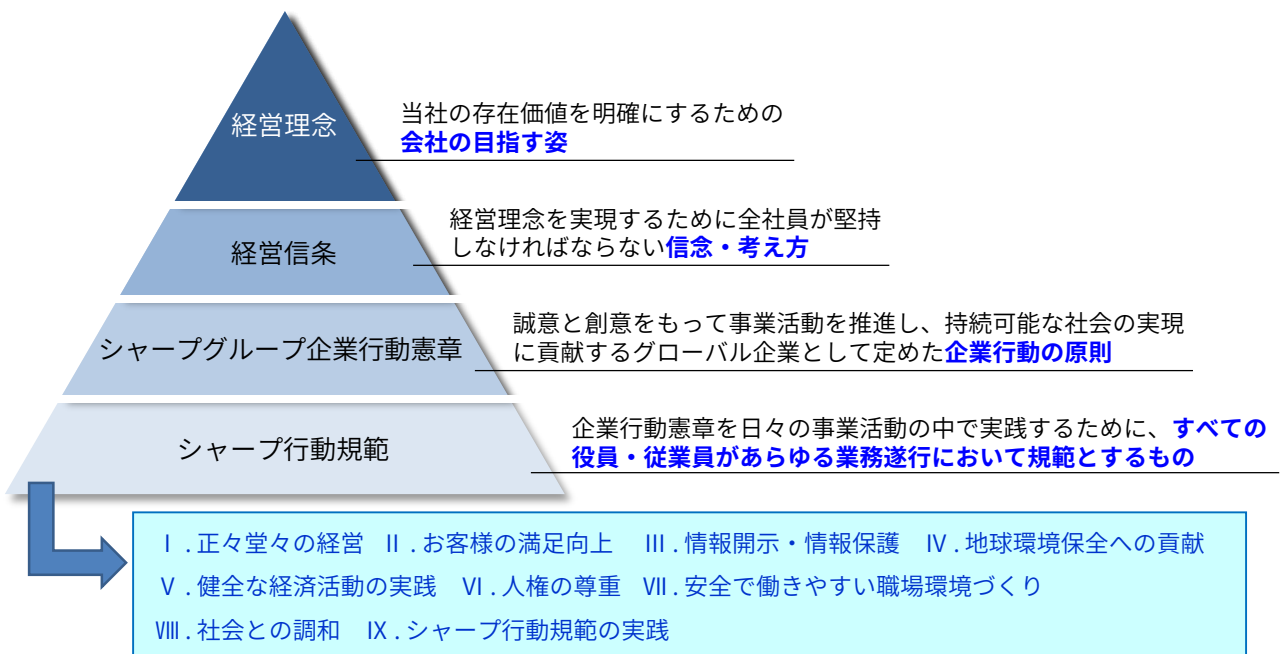 経営理念
当社の存在価値を明確にするための
会社の目指す姿
経営信条
経営理念を実現するために全社員が堅持
しなければならない信念・考え方
シャープグループ企業行動憲章
誠意と創意をもって事業活動を推進し、持続可能な社会の実現
に貢献するグローバル企業として定めた企業行動の原則
シャープ行動規範
企業行動憲章を日々の事業活動の中で実践するために、すべての
役員・従業員があらゆる業務遂行において規範とするもの
Ⅰ.正々堂々の経営 Ⅱ.お客様の満足向上 Ⅲ.情報開示・情報保護 Ⅳ.地球環境保全への貢献
Ⅴ.健全な経済活動の実践 Ⅵ.人権の尊重 Ⅶ.安全で働きやすい職場環境づくり
Ⅷ.社会との調和 Ⅸ.シャープ行動規範の実践